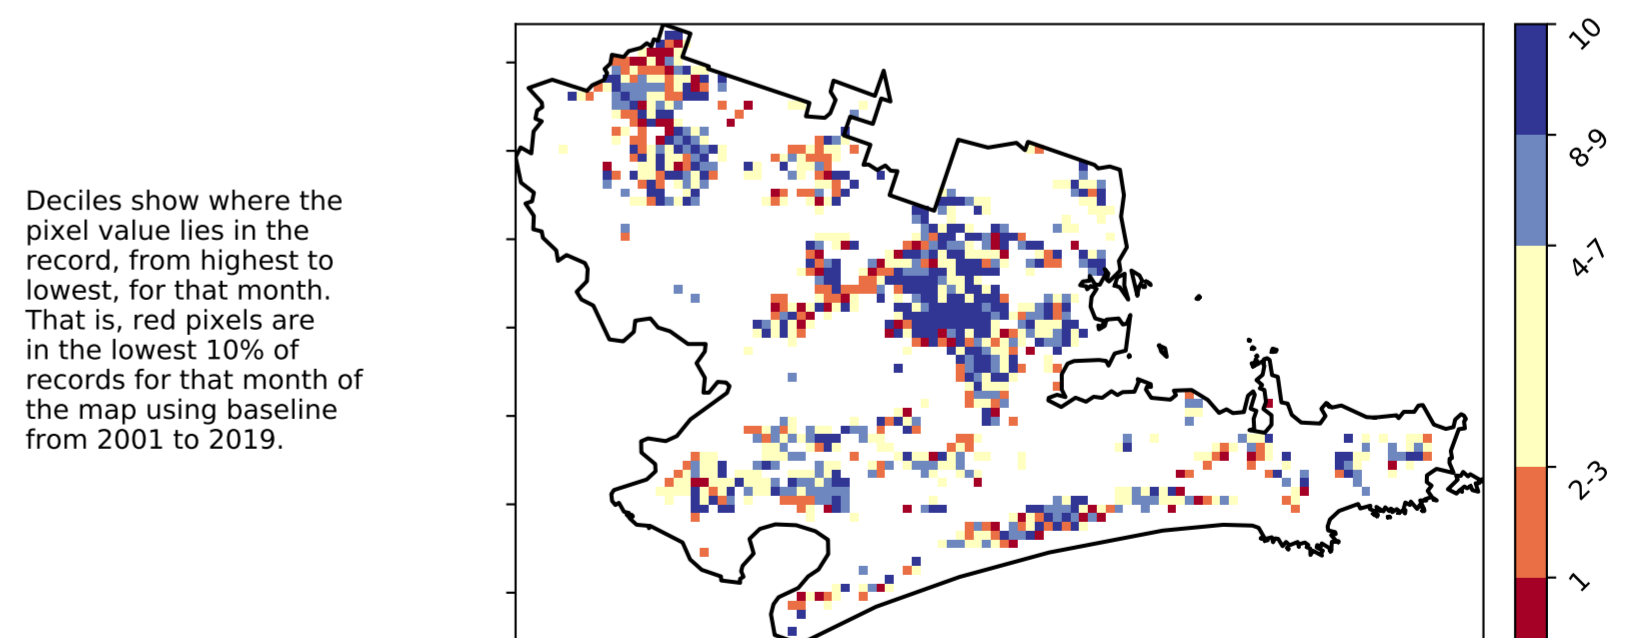 Deciles show where the
pixel value lies in the
record, from highest to
lowest, for that month.
That is, red pixels are
in the lowest 10% of
records for that month of
the map using baseline
from 2001 to 2019.
10
8-9
4-7
2-3
1